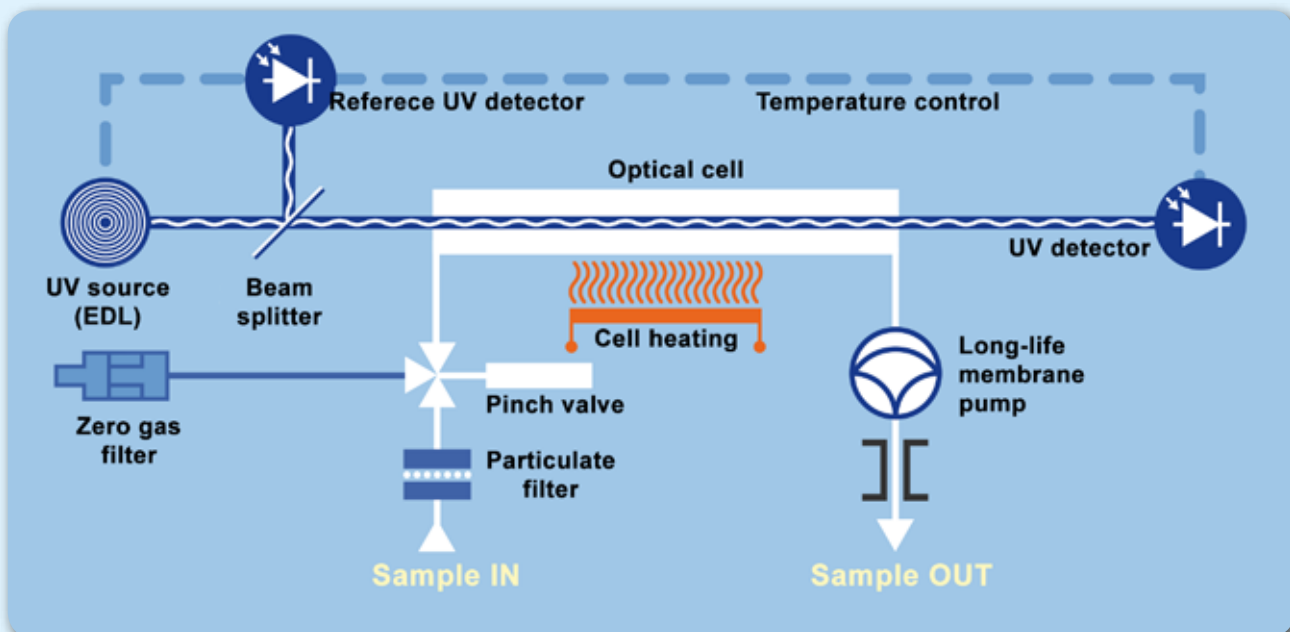 Referece UV detector
Temperature control
Optical cell
UV detector
UV source
(EDL)
Beam
splitter
Cell heating
Long-life
membrane
pump
Pinch valve
Zero gas
filter
Particulate
filter
Sample IN
Sample OUT